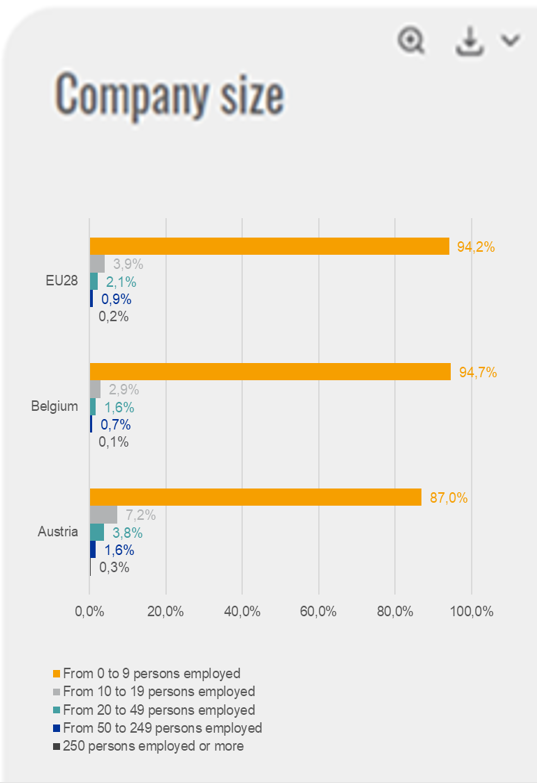 Company size
EU28
94,2%
3,9%
2,1%
0,9%
0,2%
Belgium
94,7%
2,9%
1,6%
0,7%
0,1%
Austria
87,0%
7,2%
3,8%
1,6%
0,3%
0,0% 20,0% 40,0% 60,0% 80,0% 100,0%
From 0 to 9 persons employed
From 10 to 19 persons employed
From 20 to 49 persons employed
From 50 to 249 persons employed
250 persons employed or more